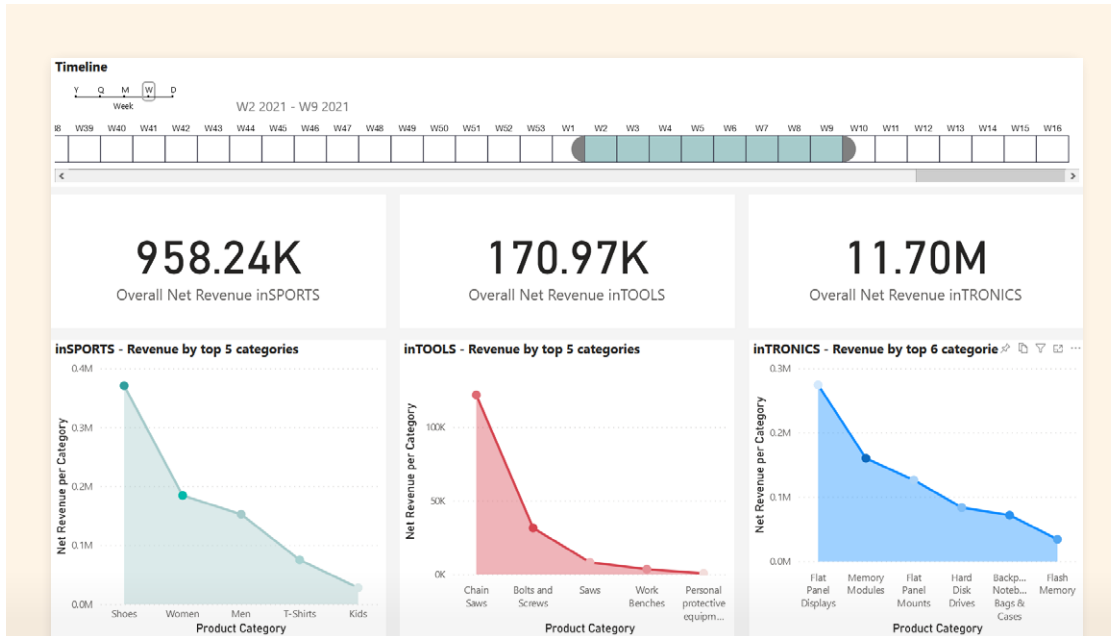 Timeline
Y Q M W D
Week
W2 2021 - W9 2021
8 W39 W40 W41 W42 W43 W44 W45 W46 W47 W48 W49 W50 W51 W52 W53 W1 W2 W3 W4 W5 W6 W7 W8 W9 W10 W11 W12 W13 W14 W15 W16
958.24K
Overall Net Revenue inSPORTS
170.97K
Overall Net Revenue inTOOLS
11.70M
Overall Net Revenue inTRONICS
inSPORTS - Revenue by top 5 categories
Net Revenue per Category
0.4M
0.3M
0.2M
0.1M
0.0M
Shoes Women Men T-Shirts Kids
Product Category
inTOOLS - Revenue by top 5 categories
Net Revenue per Category
100K
50K
0K
Chain Saws
Bolts and Screws
Saws
Work Benches
Personal protective equipm...
Product Category
inTRONICS - Revenue by top 6 categorie
Net Revenue per Category
0.3M
0.2M
0.1M
0.0M
Flat Panel Displays
Memory Modules
Flat Panel Mounts
Hard Disk Drives
Backp... Noteb... Bags & Cases
Flash Memory
Product Category